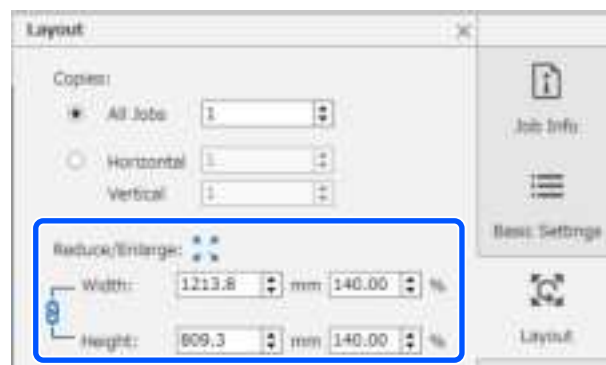 Layout
Copies:
All Jobs 1
Horizontal 1
Vertical 1
Reduce/Enlarge:
Width: 1213.8 mm 140.00 %
Height: 809.3 mm 140.00 %
Job Info
Basic Settings
Layout